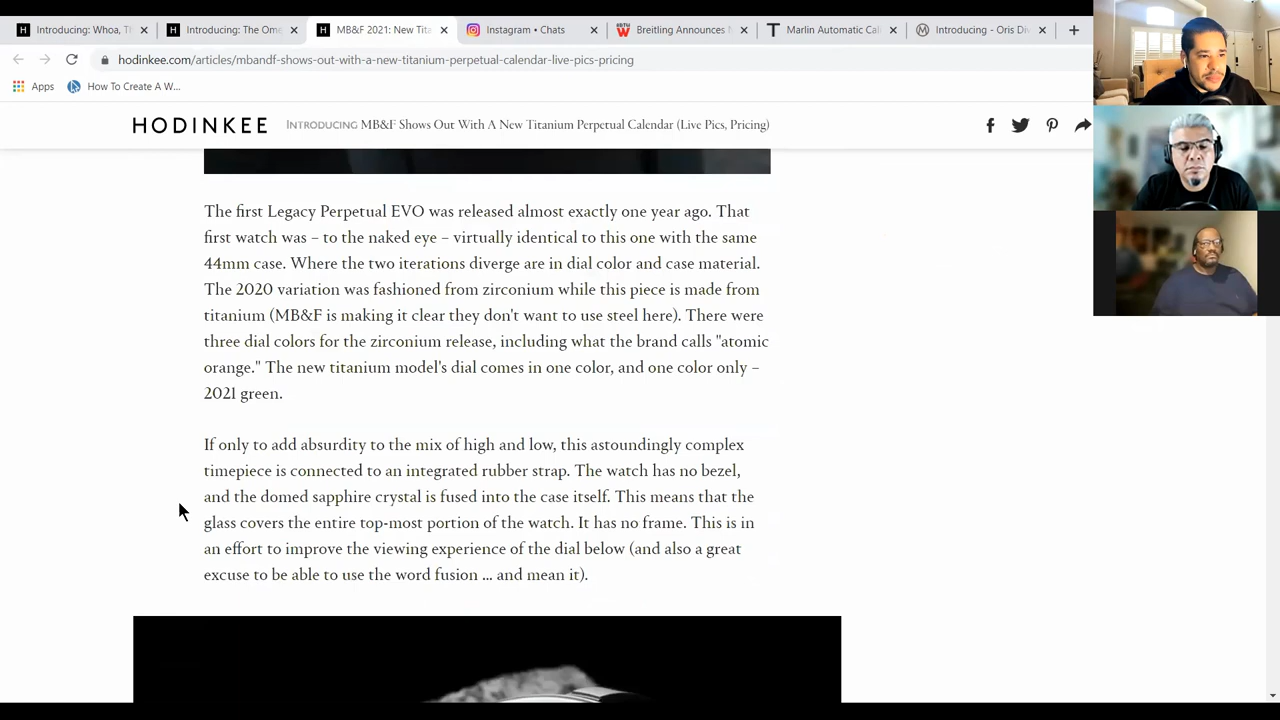 Introducing: Whoa, T
Introducing: The Ome
MB&F 2021: New Tita
Instagram • Chats
Breitling Announces
Marlin Automatic Cal
Introducing - Oris Div
hodinkee.com/articles/mbandf-shows-out-with-a-new-titanium-perpetual-calendar-live-pics-pricing
Apps
How To Create A W...
HODINKEE
INTRODUCING MB&F Shows Out With A New Titanium Perpetual Calendar (Live Pics, Pricing)
The first Legacy Perpetual EVO was released almost exactly one year ago. That
first watch was – to the naked eye – virtually identical to this one with the same
44mm case. Where the two iterations diverge are in dial color and case material.
The 2020 variation was fashioned from zirconium while this piece is made from
titanium (MB&F is making it clear they don't want to use steel here). There were
three dial colors for the zirconium release, including what the brand calls "atomic
orange." The new titanium model's dial comes in one color, and one color only –
2021 green.
If only to add absurdity to the mix of high and low, this astoundingly complex
timepiece is connected to an integrated rubber strap. The watch has no bezel,
and the domed sapphire crystal is fused into the case itself. This means that the
glass covers the entire top-most portion of the watch. It has no frame. This is in
an effort to improve the viewing experience of the dial below (and also a great
excuse to be able to use the word fusion ... and mean it).